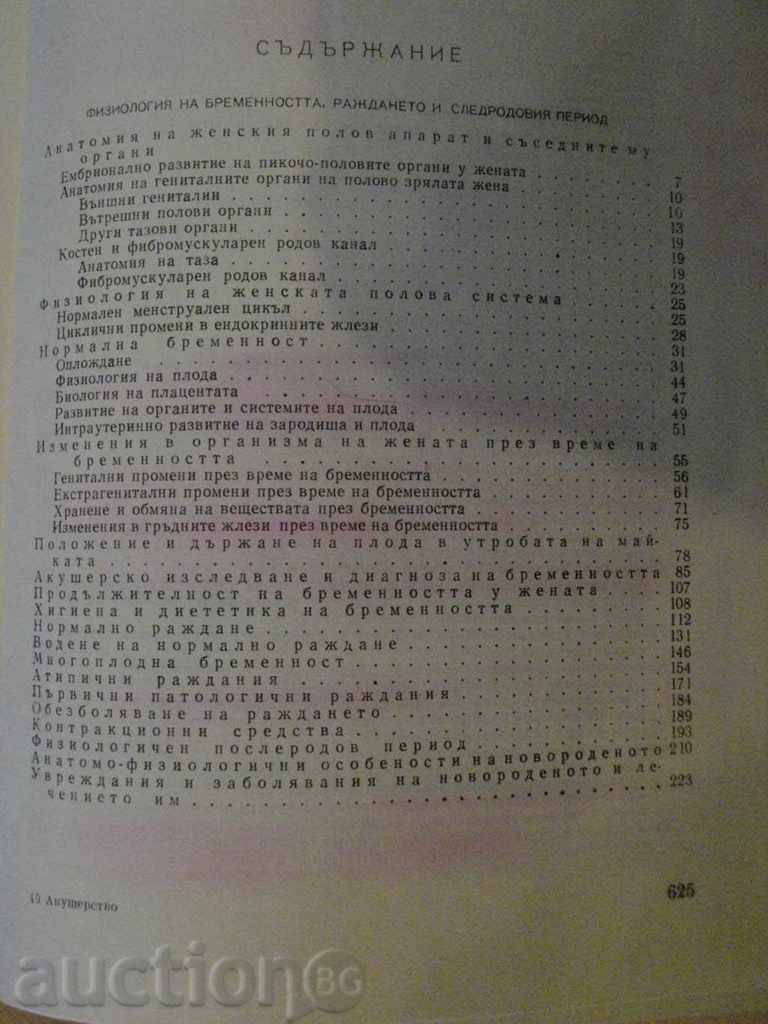 СЪДЪРЖАНИЕ
ФИЗИОЛОГИЯ НА БРЕМЕННОСТТА, РАЖДАНЕТО И СЛЕДРОДОВИЯ ПЕРИОД
Анатомия на женския полов апарат и съседните му
органи
Ембрионално развитие на пикочо-половите органи у жената . . . . . . 7
Анатомия на гениталните органи на полово зрялата жена . . . . . . 10
Външни гениталии . . . . . . 10
Вътрешни полови органи . . . . . . 13
Други тазови органи . . . . . . 19
Костен и фибромускуларен родов канал . . . . . . 19
Анатомия на таза . . . . . . 19
Фибромускуларен родов канал . . . . . . 23
Физиология на женската полова система . . . . . . 25
Нормален менструален цикъл . . . . . . 25
Циклични промени в ендокринните жлези . . . . . . 28
Нормална бременност . . . . . . 31
Оплождане . . . . . . 31
Физиология на плода . . . . . . 44
Биология на плацентата . . . . . . 47
Развитие на органите и системите на плода . . . . . . 49
Интраутеринно развитие на зародиша и плода . . . . . . 51
Изменения в организма на жената през време на
бременността . . . . . . 55
Генитални промени през време на бременността . . . . . . 56
Екстрагенитални промени през време на бременността . . . . . . 61
Хранене и обмяна на веществата през бременността . . . . . . 71
Изменения в гръдните жлези през време на бременността . . . . . . 75
Положение и държане на плода в утробата на май-
ката . . . . . . 78
Акушерско изследване и диагноза на бременността 85
Продължителност на бременността у жената . . . . . . 107
Хигиена и диететика на бременността . . . . . . 108
Нормално раждане . . . . . . 112
Водене на нормално раждане . . . . . . 131
Многоплодна бременност . . . . . . 146
Атипични раждания . . . . . . 154
Първични патологични раждания . . . . . . 171
Обезболяване на раждането . . . . . . 184
Контракционни средства . . . . . . 189
Физиологичен послеродов период . . . . . . 193
Анатомо-физиологични особености на новороденото 210
Увреждания и заболявания на новороденото и ле-
чението им . . . . . . 223
40 Акушерство
625
auction BG